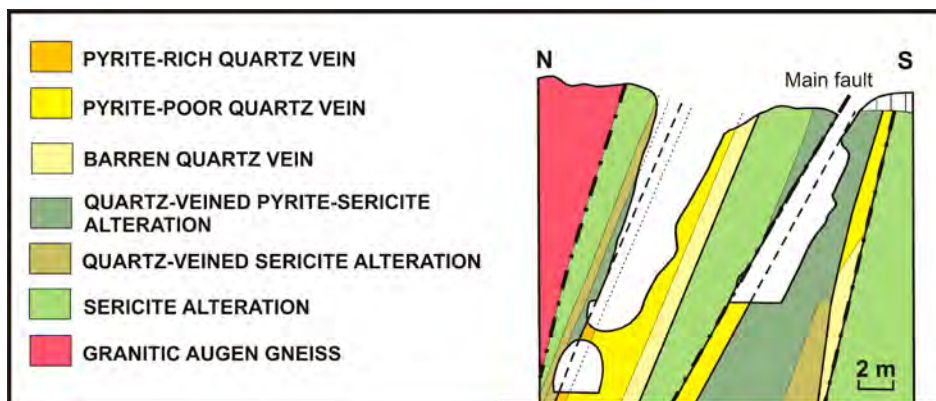 PYRITE-RICH QUARTZ VEIN
PYRITE-POOR QUARTZ VEIN
BARREN QUARTZ VEIN
QUARTZ-VEINED PYRITE-SERICITE
ALTERATION
QUARTZ-VEINED SERICITE ALTERATION
SERICITE ALTERATION
GRANITIC AUGEN GNEISS
N
S
Main fault
2 m